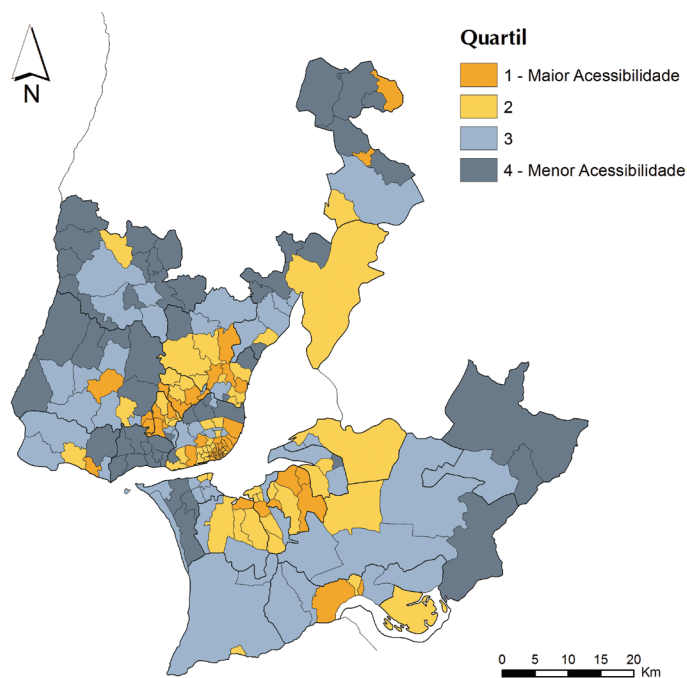 N
Quartil
1 - Maior Acessibilidade
2
3
4 - Menor Acessibilidade
0 5 10 15 20
Km